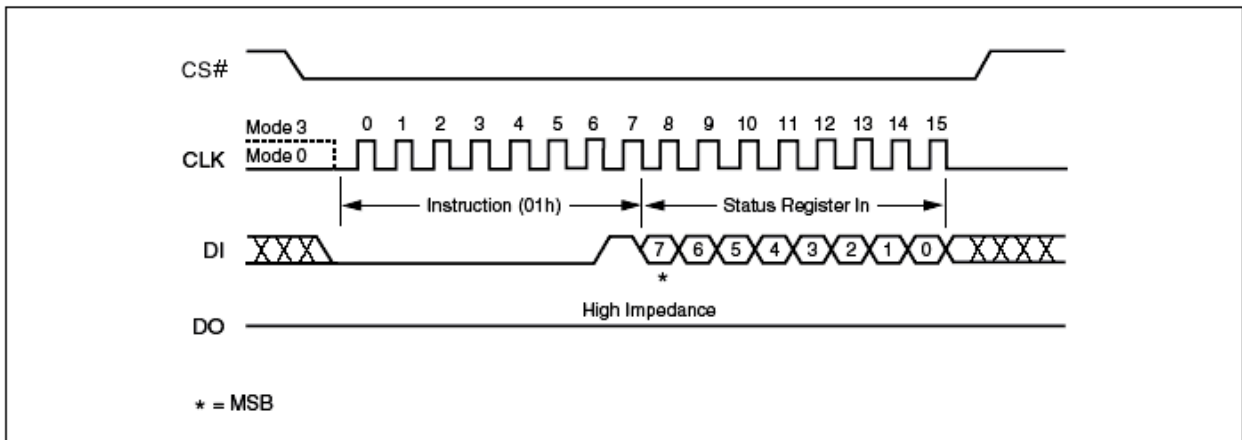 CS#
Mode 3
0 1 2 3 4 5 6 7 8 9 10 11 12 13 14 15
CLK
Mode 0
Instruction (01h)
Status Register In
DI
7 6 5 4 3 2 1 0
*
High Impedance
DO
* = MSB